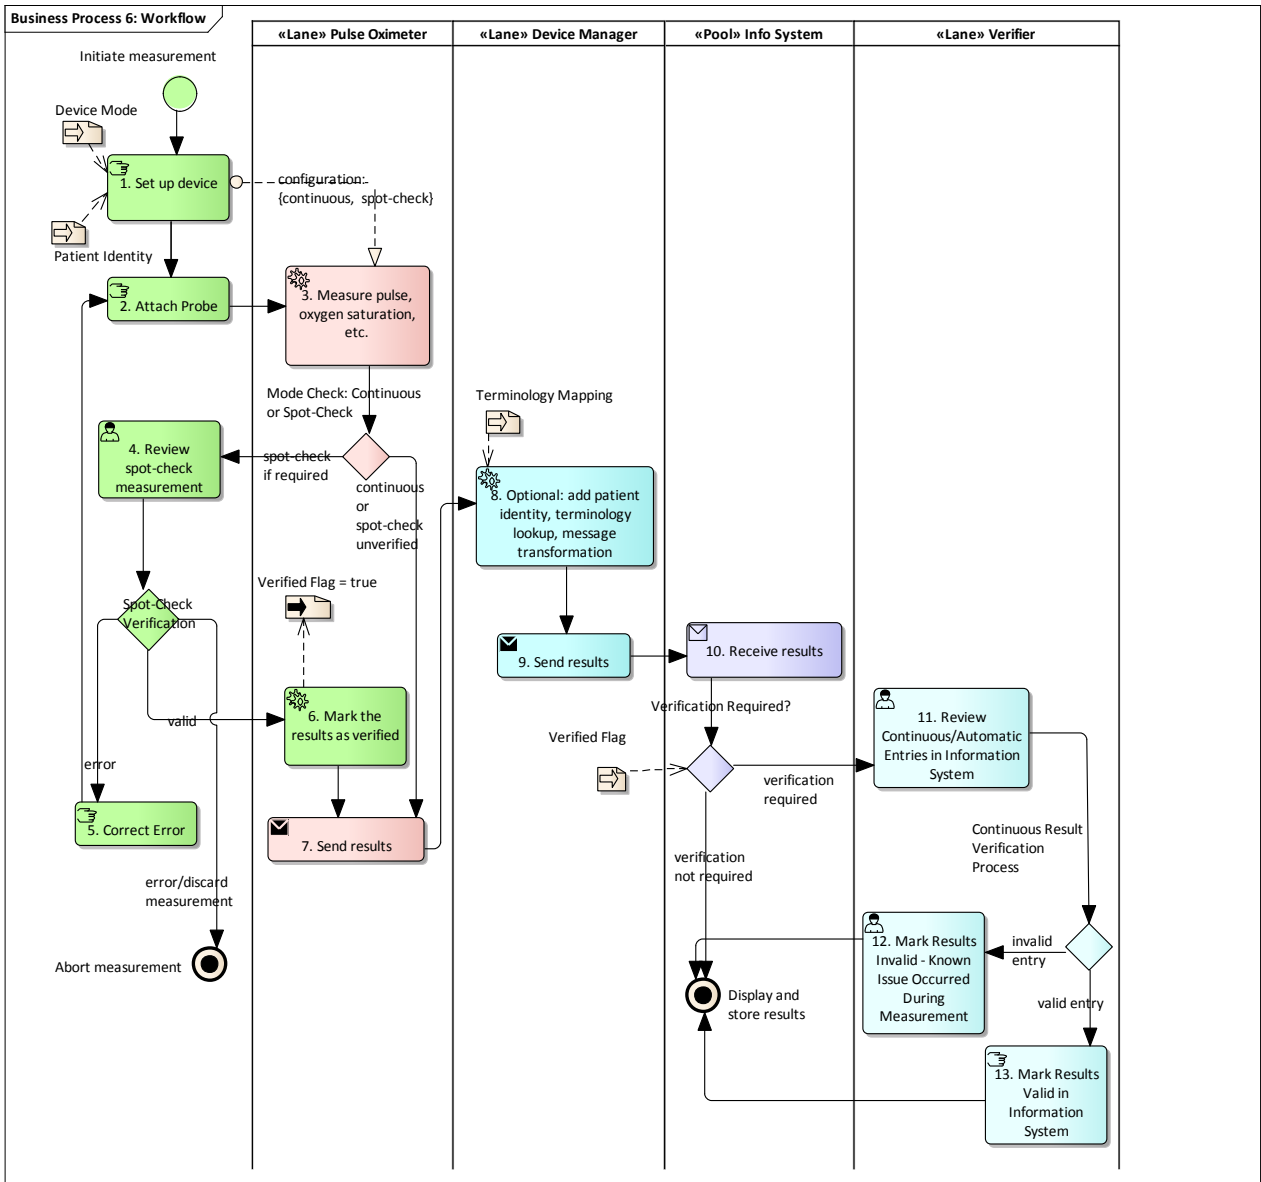 Business Process 6: Workflow
«Lane» Pulse Oximeter
«Lane» Device Manager
«Pool» Info System
«Lane» Verifier
Initiate measurement
Device Mode
1. Set up device
configuration:
{continuous, spot-check}
Patient Identity
2. Attach Probe
3. Measure pulse,
oxygen saturation,
etc.
Mode Check: Continuous
or Spot-Check
Terminology Mapping
4. Review
spot-check
measurement
spot-check
if required
continuous
or
spot-check
unverified
8. Optional: add patient
identity, terminology
lookup, message
transformation
Verified Flag = true
Spot-Check
Verification
9. Send results
10. Receive results
Verification Required?
valid
6. Mark the
results as verified
Verified Flag
11. Review
Continuous/Automatic
Entries in Information
System
error
verification
required
5. Correct Error
7. Send results
Continuous Result
Verification
Process
verification
not required
error/discard
measurement
12. Mark Results
Invalid - Known
Issue Occurred
During
Measurement
invalid
entry
Abort measurement
Display and
store results
valid entry
13. Mark Results
Valid in
Information
System